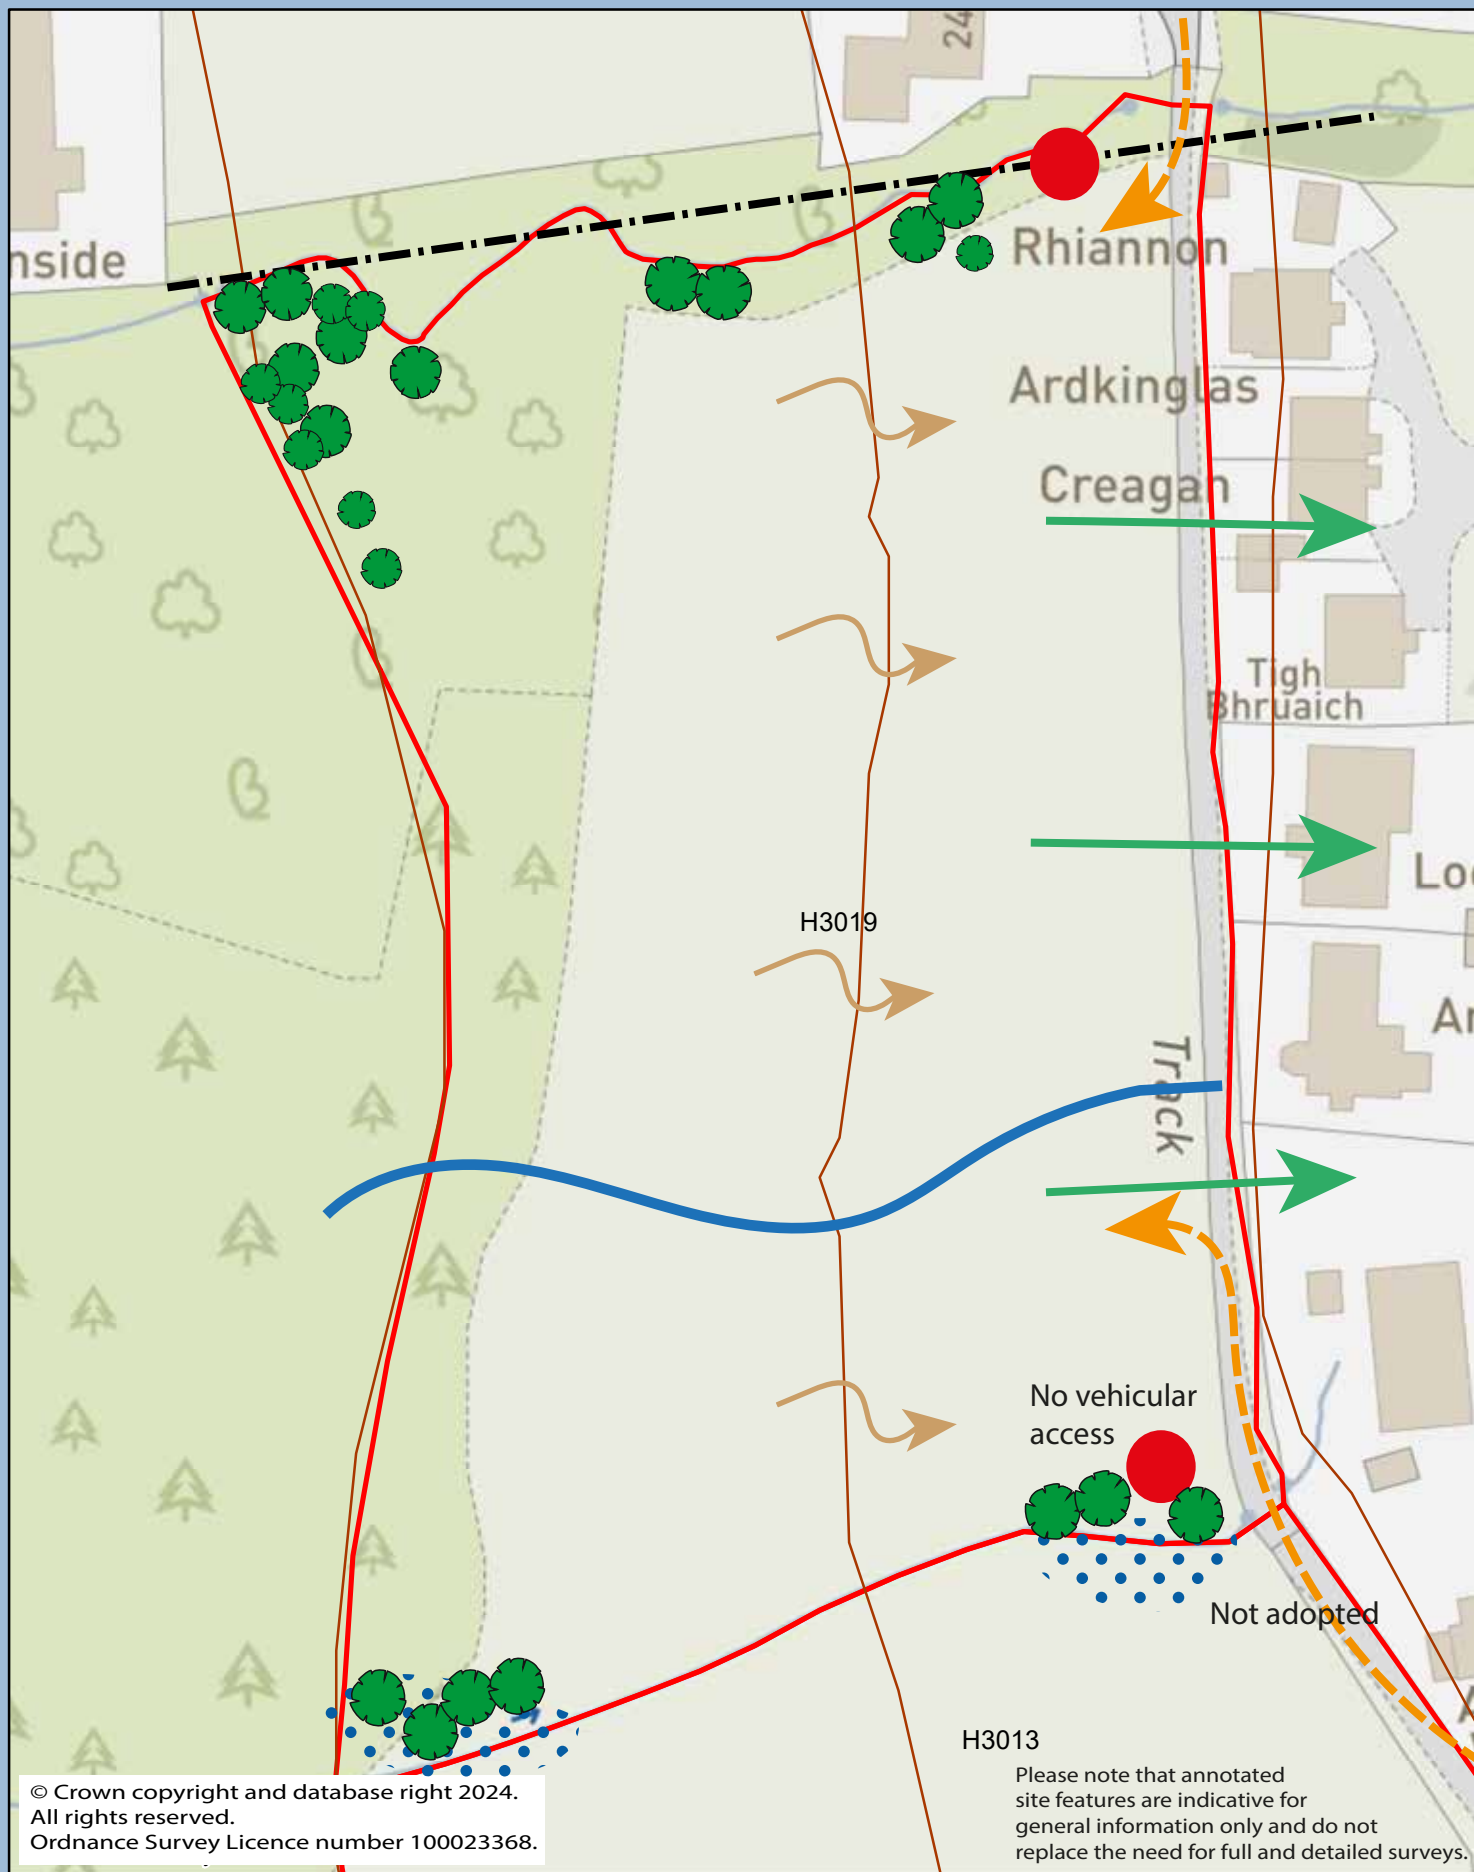 24
nside
Rhiannon
Ardkinglas
Creagan
Tigh
Bhruaich
Loc
H3019
Ar
Track
No vehicular
access
Not adopted
H3013
Please note that annotated
site features are indicative for
general information only and do not
replace the need for full and detailed surveys.
© Crown copyright and database right 2024.
All rights reserved.
Ordnance Survey Licence number 100023368.